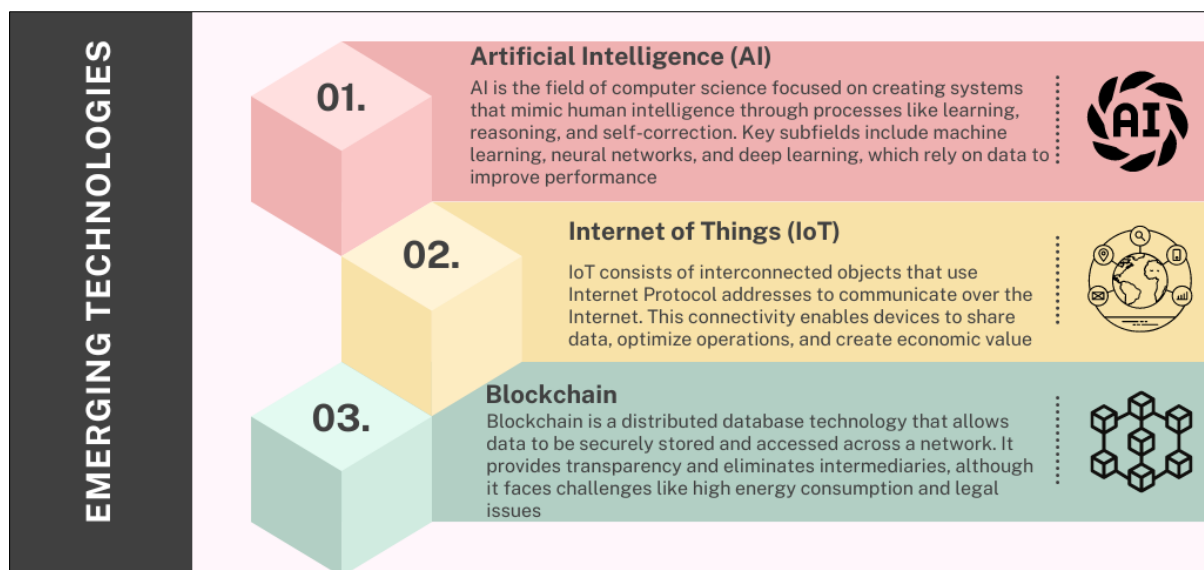 EMERGING TECHNOLOGIES
01.
Artificial Intelligence (AI)
AI is the field of computer science focused on creating systems
that mimic human intelligence through processes like learning,
reasoning, and self-correction. Key subfields include machine
learning, neural networks, and deep learning, which rely on data to
improve performance
AI
02.
Internet of Things (IoT)
IoT consists of interconnected objects that use
Internet Protocol addresses to communicate over the
Internet. This connectivity enables devices to share
data, optimize operations, and create economic value
03.
Blockchain
Blockchain is a distributed database technology that allows
data to be securely stored and accessed across a network. It
provides transparency and eliminates intermediaries, although
it faces challenges like high energy consumption and legal
issues